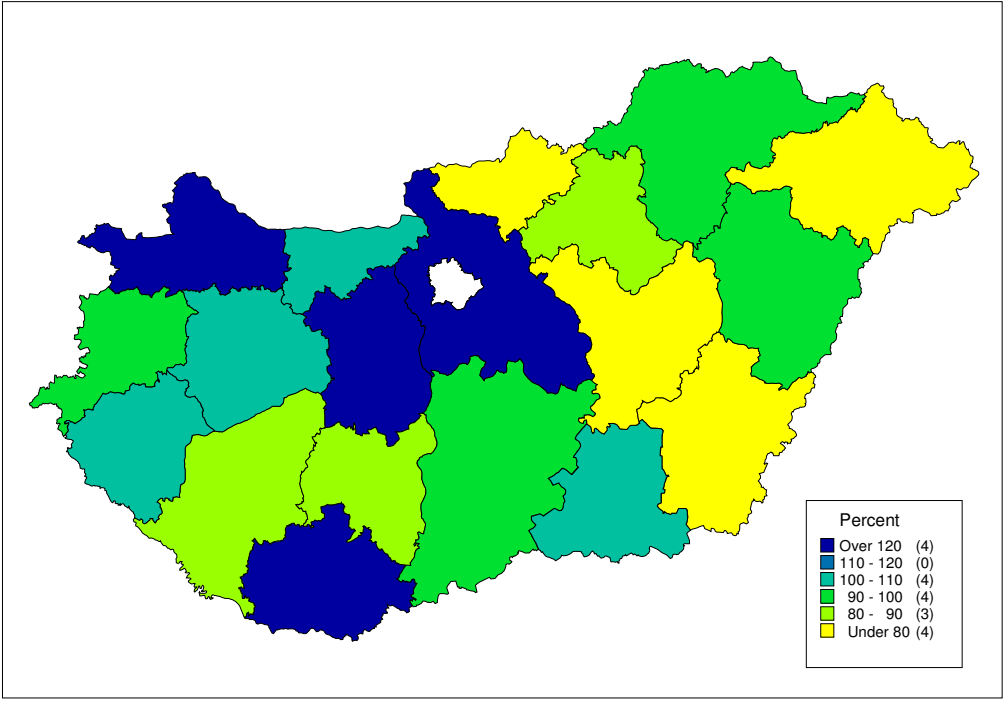 Percent
Over 120 (4)
110 - 120 (0)
100 - 110 (4)
90 - 100 (4)
80 - 90 (3)
Under 80 (4)